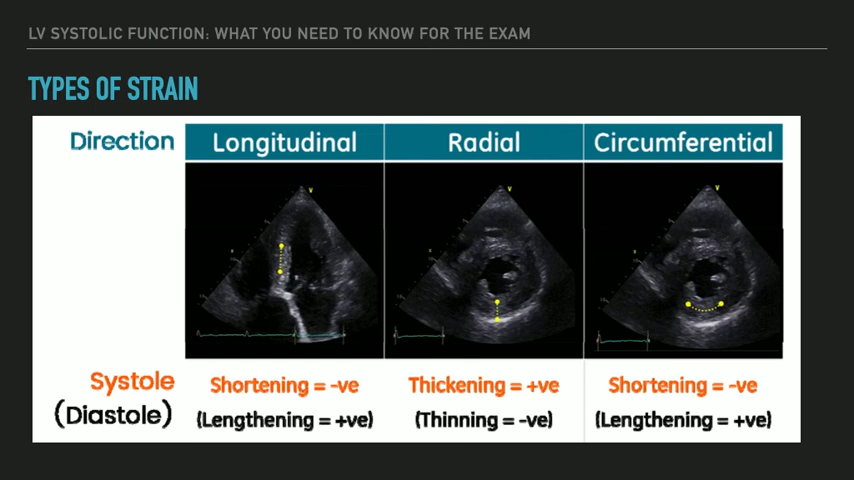 LV SYSTOLIC FUNCTION: WHAT YOU NEED TO KNOW FOR THE EXAM
TYPES OF STRAIN
Direction Longitudinal Radial Circumferential
V V V
Systole Shortening = -ve Thickening = +ve Shortening = -ve
(Diastole) (Lengthening = +ve) (Thinning = -ve) (Lengthening = +ve)